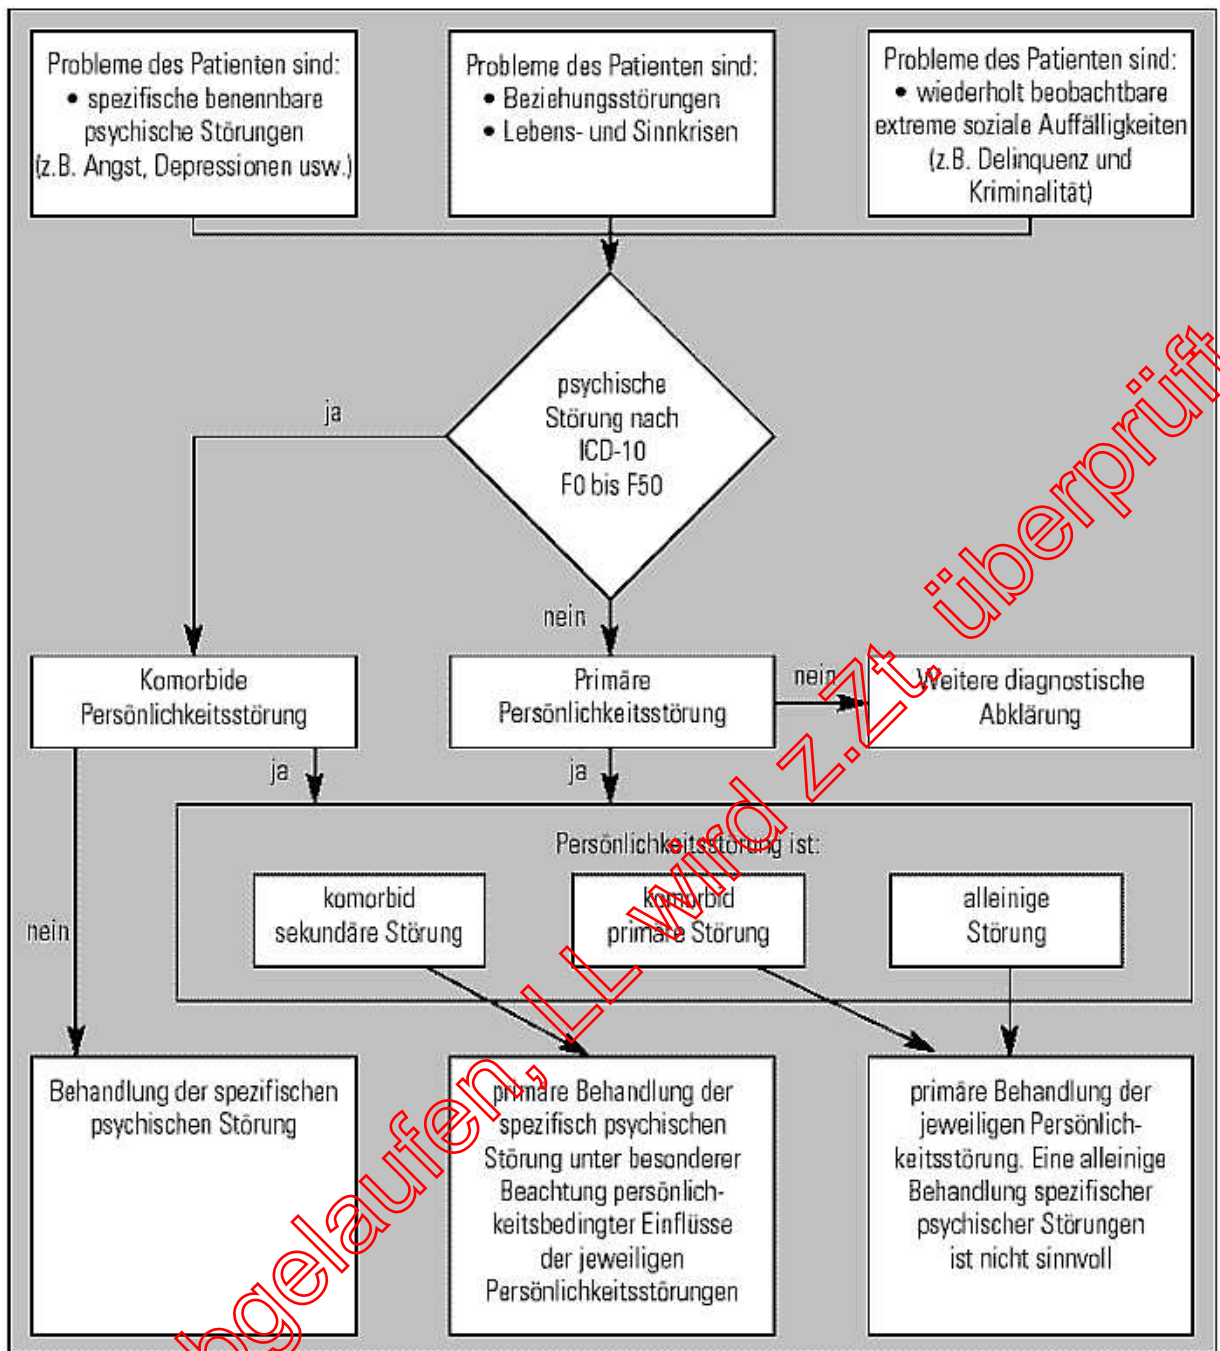 Probleme des Patienten sind:
• spezifische benennbare
psychische Störungen
(z.B. Angst, Depressionen usw.)
Probleme des Patienten sind:
• Beziehungsstörungen
• Lebens- und Sinnkrisen
Probleme des Patienten sind:
• wiederholt beobachtbare
extreme soziale Auffälligkeiten
(z.B. Delinquenz und
Kriminalität)
psychische
Störung nach
ICD-10
F0 bis F50
ja
nein
Komorbide
Persönlichkeitsstörung
Primäre
Persönlichkeitsstörung
nein
Weitere diagnostische
Abklärung
ja
ja
Persönlichkeitsstörung ist:
komorbid
sekundäre Störung
komorbid
primäre Störung
alleinige
Störung
nein
Behandlung der spezifischen
psychischen Störung
primäre Behandlung der
spezifisch psychischen
Störung unter besonderer
Beachtung persönlich-
keitsbedingter Einflüsse
der jeweiligen
Persönlichkeitsstörungen
primäre Behandlung der
jeweiligen Persönlich-
keitsstörung. Eine alleinige
Behandlung spezifischer
psychischer Störungen
ist nicht sinnvoll
bgelaufen, LL wird z.Zt. überprüft